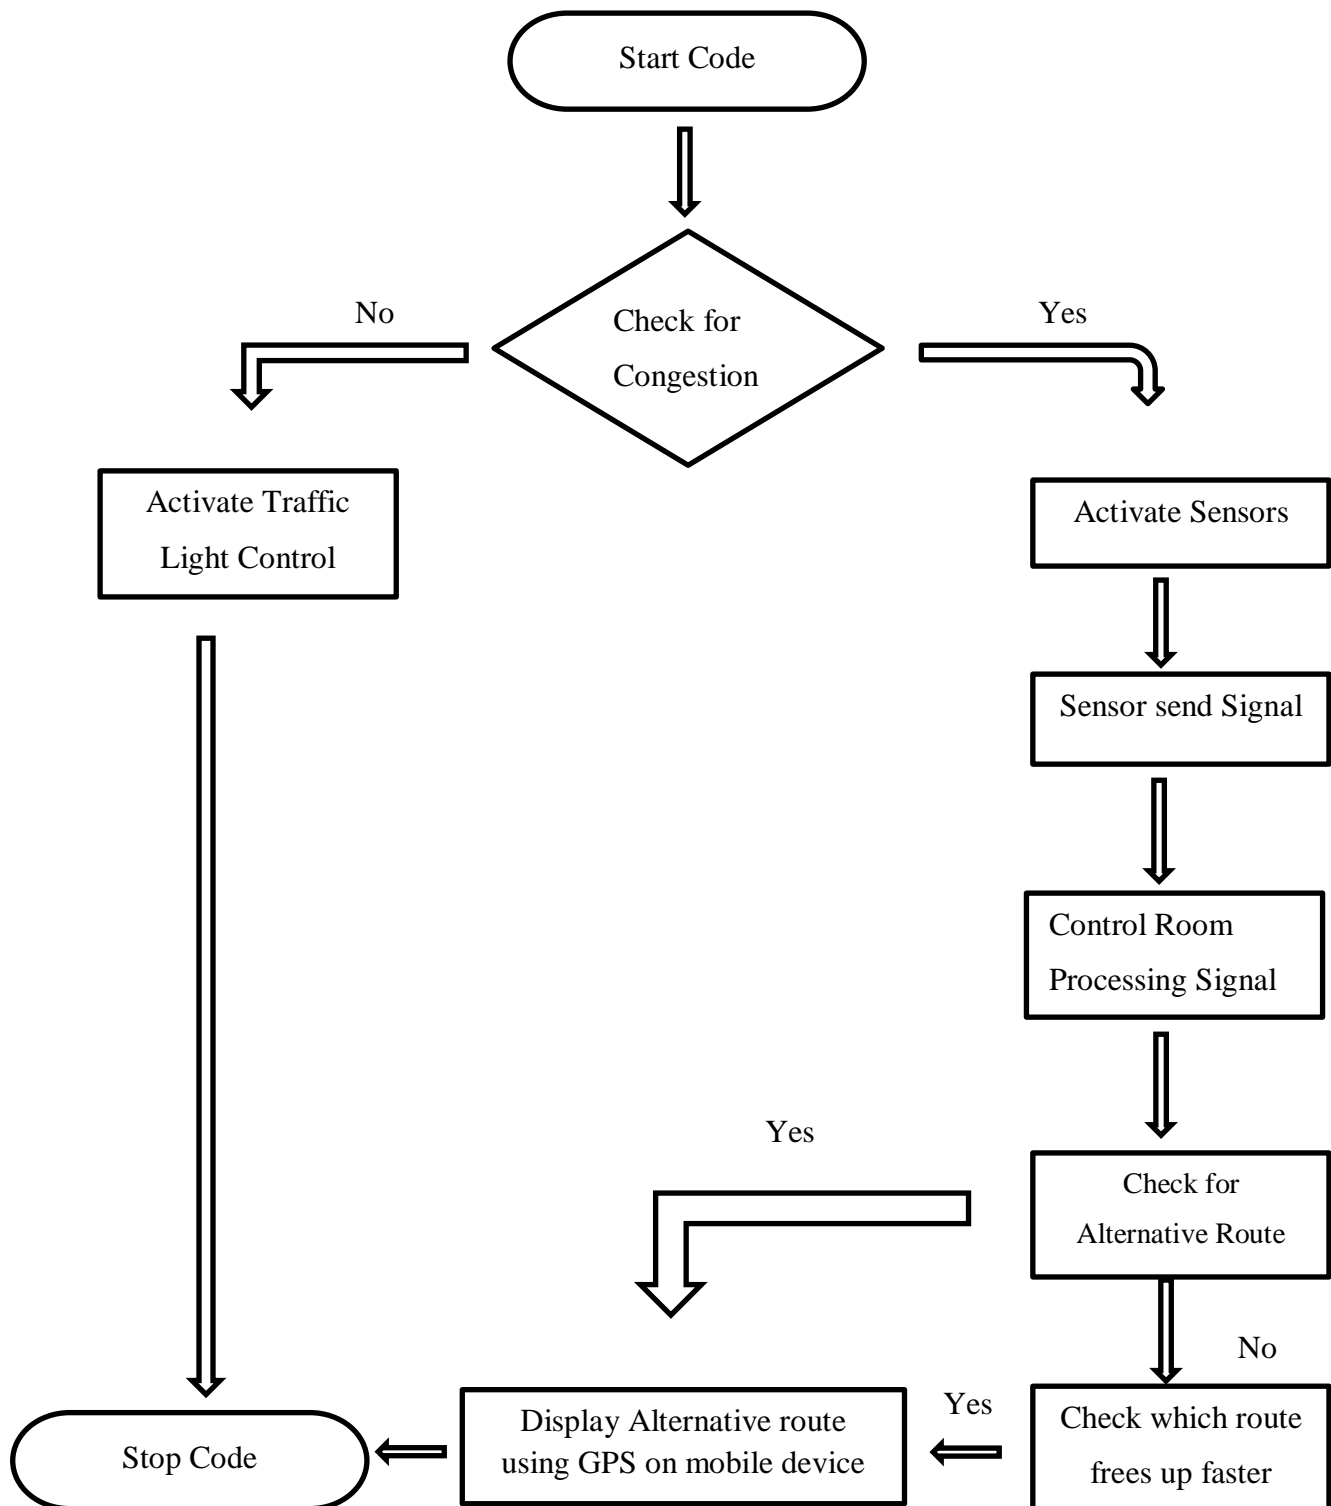 Start Code
No
Yes
Check for
Congestion
Activate Traffic
Light Control
Activate Sensors
Sensor send Signal
Control Room
Processing Signal
Yes
Check for
Alternative Route
No
Stop Code
Display Alternative route
using GPS on mobile device
Yes
Check which route
frees up faster